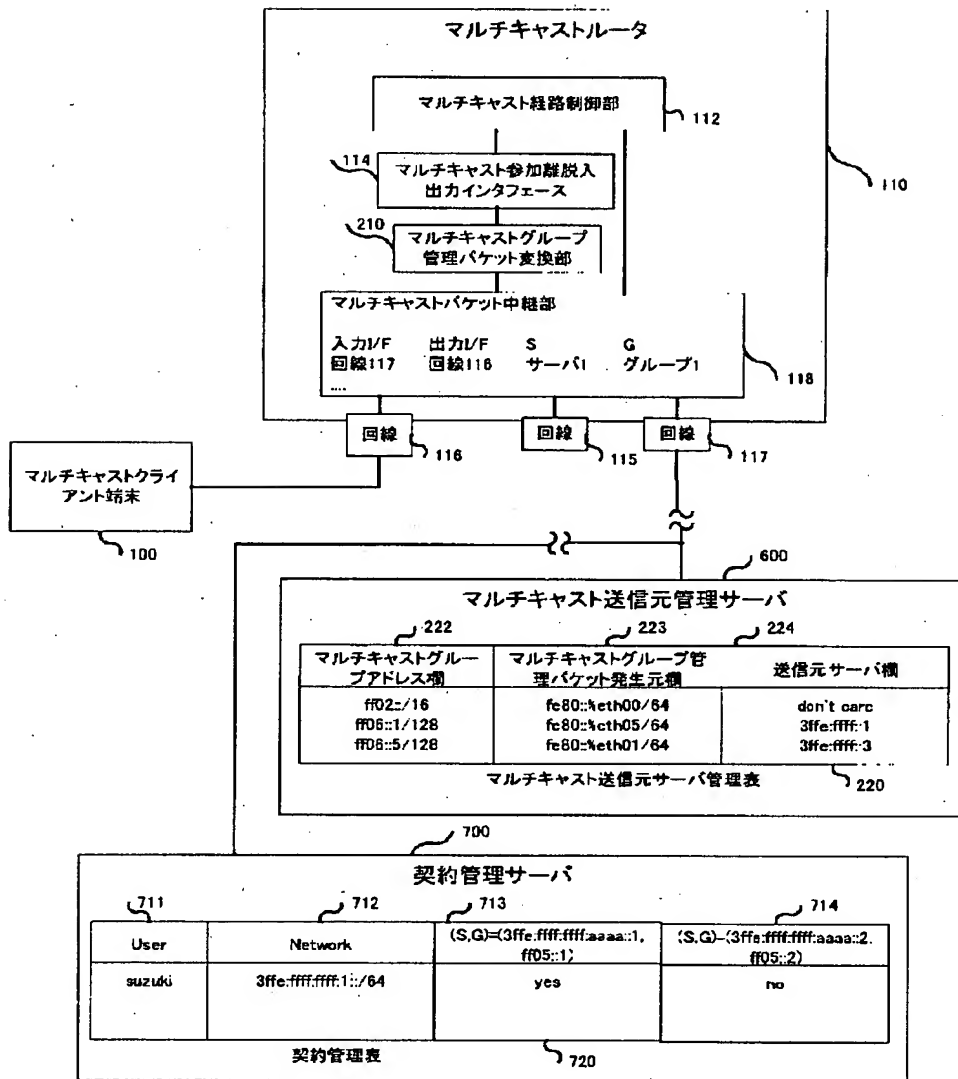 マルチキャストルータ
マルチキャスト経路制御部
112
114
マルチキャスト参加離脱入
出力インタフェース
110
210
マルチキャストグループ
管理パケット変換部
マルチキャストパケット中継部
入力I/F 出力I/F S G
回線117 回線116 サーバ1 グループ1
....
118
回線 回線 回線
116 115 117
マルチキャストクライ
アント端末
100
600
マルチキャスト送信元管理サーバ
222 223 224
マルチキャストグルー
プアドレス欄
マルチキャストグループ管
理パケット発生元欄
送信元サーバ欄
ff02::/16 fe80::%eth00/64 don't care
ff06::1/128 fe80::%eth05/64 3ffe:ffff::1
ff06::5/128 fe80::%eth01/64 3ffe:ffff::3
マルチキャスト送信元サーバ管理表
220
700
契約管理サーバ
711 712 713 714
User Network
(S,G)=(3ffe:ffff:ffff:aaaa::1,
ff05::1)
(S,G)=(3ffe:ffff:ffff:aaaa::2,
ff05::2)
suzuki 3ffe:ffff:ffff:1::/64 yes no
契約管理表
720